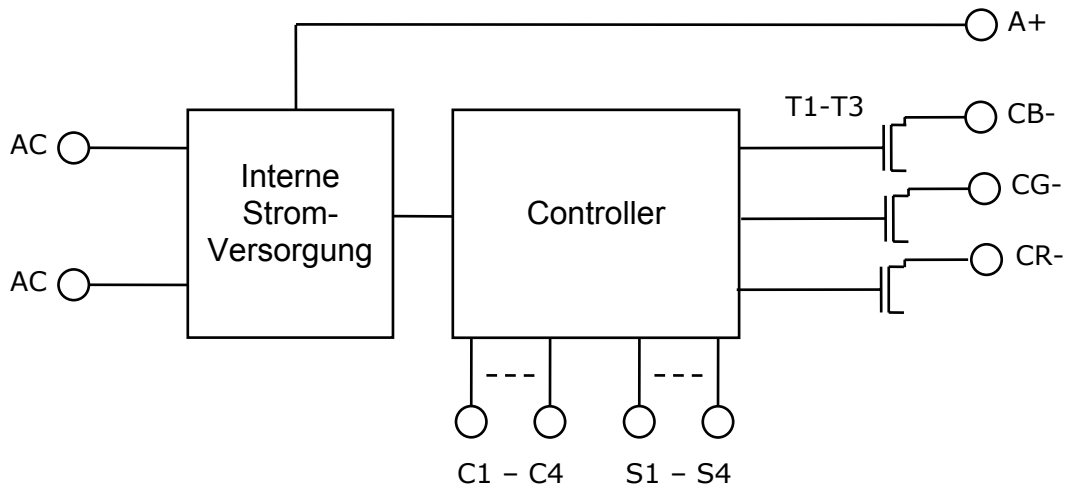 A+
T1-T3
CB-
AC
Interne
Strom-
Versorgung
Controller
CG-
CR-
AC
C1 – C4
S1 – S4